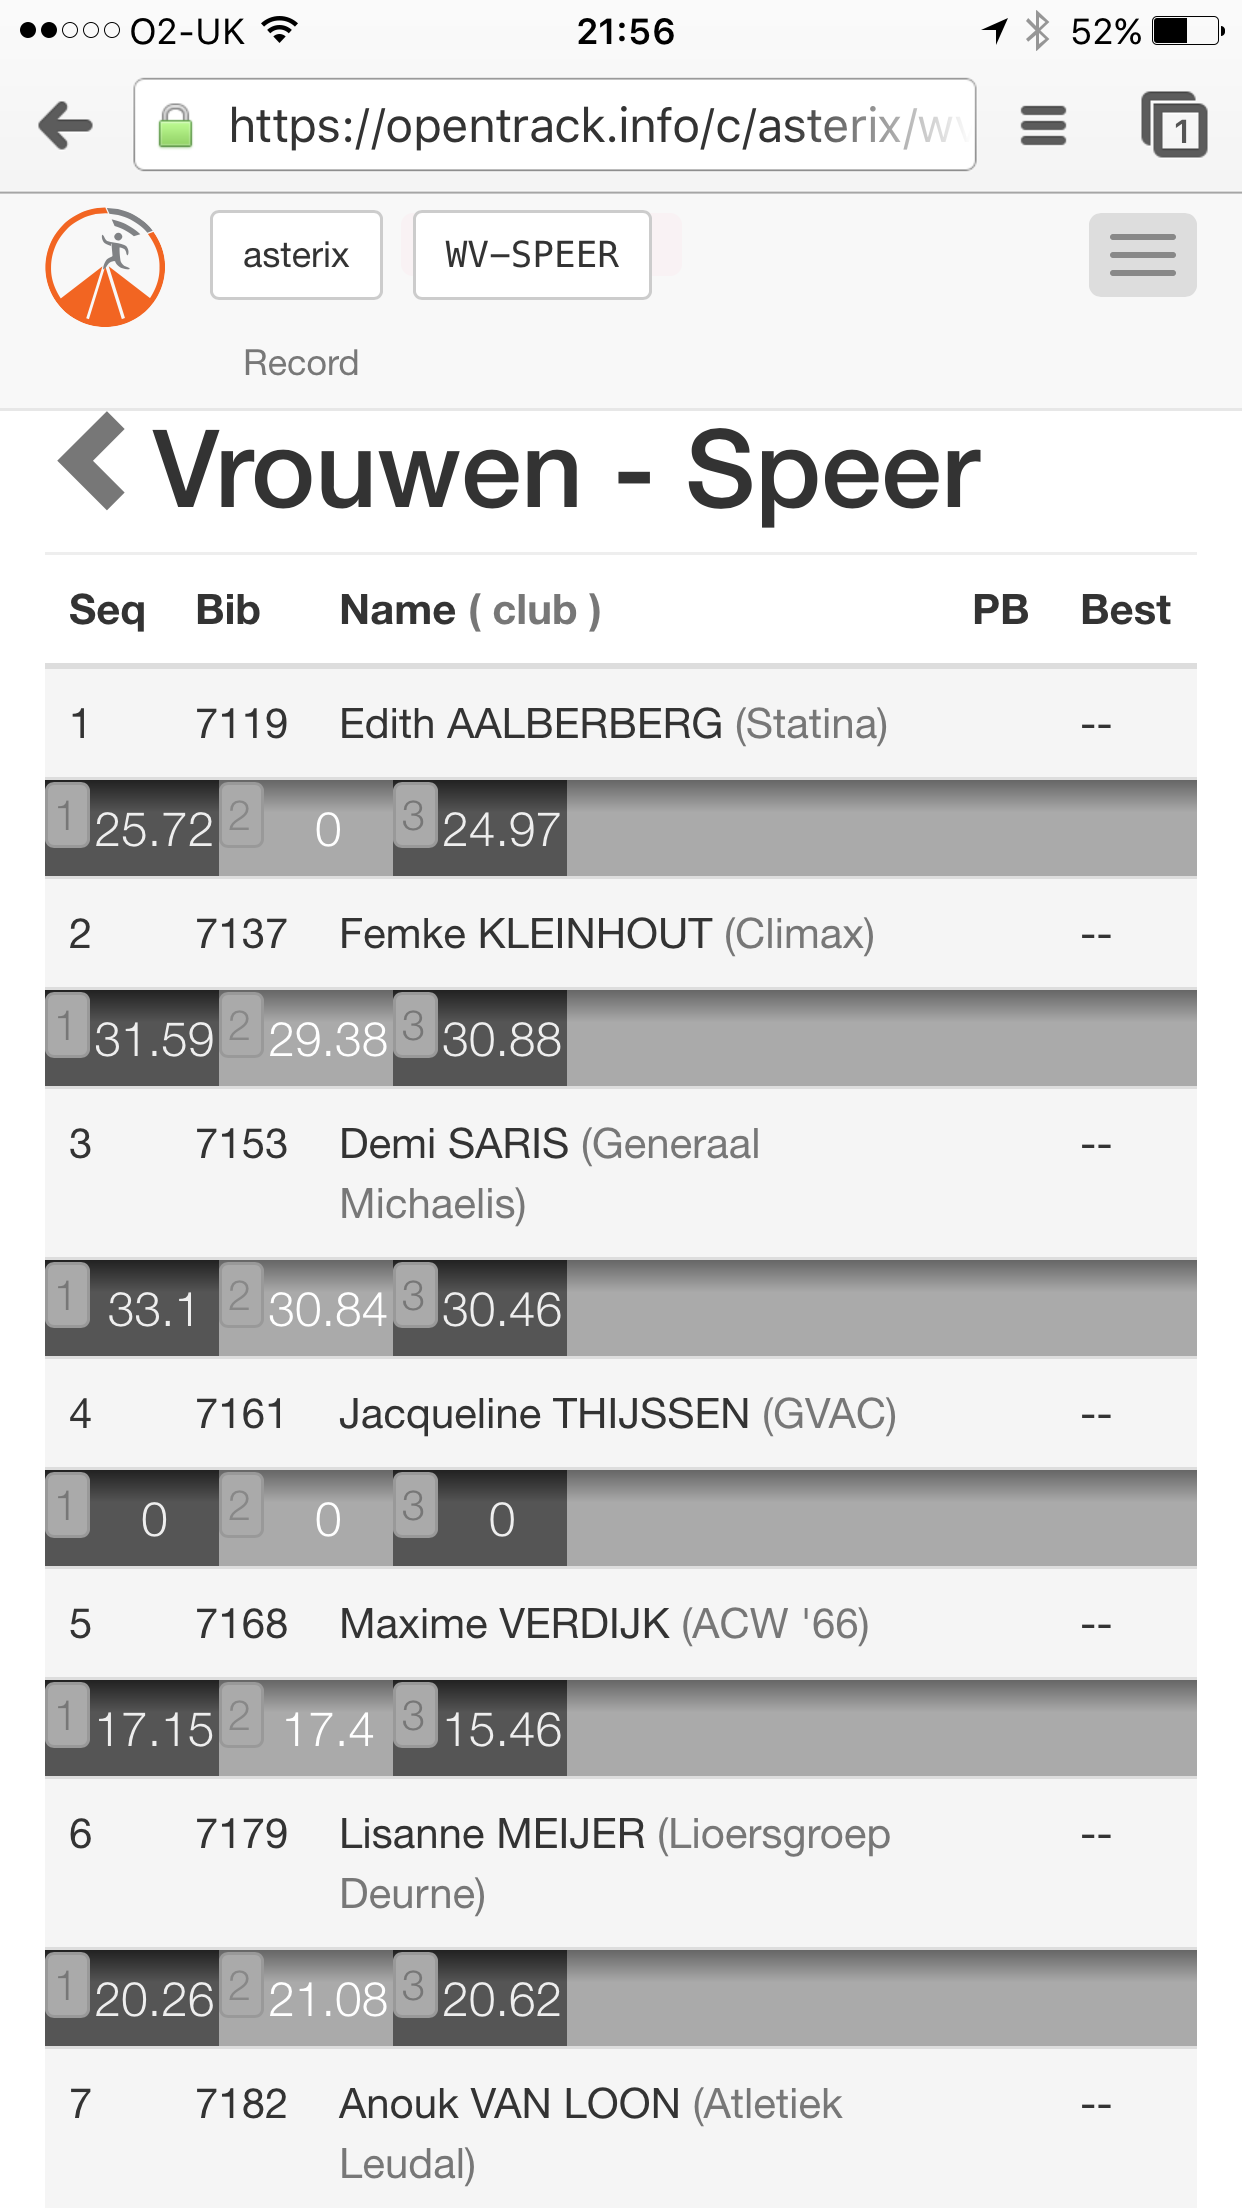 O2-UK 21:56 52%
https://opentrack.info/c/asterix/wv
1
asterix WV-SPEER
Record
Vrouwen - Speer
Seq Bib Name ( club ) PB Best
1 7119 Edith AALBERBERG (Statina) --
1 25.72 2 0 3 24.97
2 7137 Femke KLEINHOUT (Climax) --
1 31.59 2 29.38 3 30.88
3 7153 Demi SARIS (Generaal --
Michaelis)
1 33.1 2 30.84 3 30.46
4 7161 Jacqueline THIJSSEN (GVAC) --
1 0 2 0 3 0
5 7168 Maxime VERDIJK (ACW '66) --
1 17.15 2 17.4 3 15.46
6 7179 Lisanne MEIJER (Lioersgroep --
Deurne)
1 20.26 2 21.08 3 20.62
7 7182 Anouk VAN LOON (Atletiek --
Leudal)